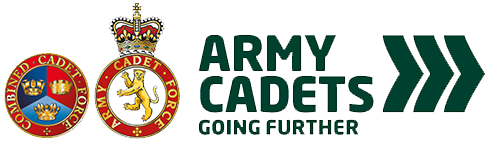 COMBINED CADET FORCE
ARMY CADET FORCE
ARMY
CADETS
GOING FURTHER